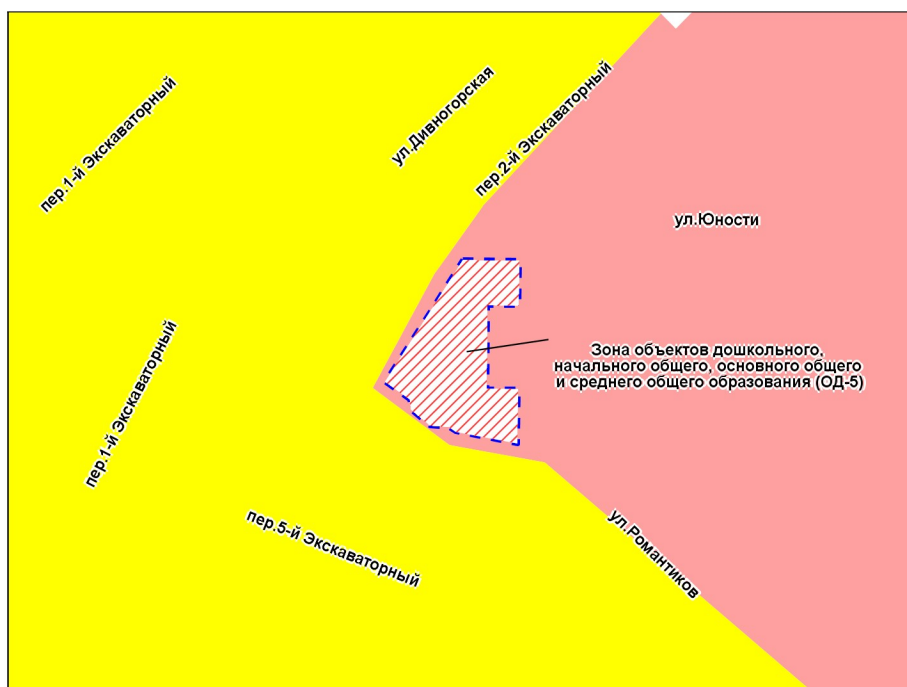 пер.1-й Экскаваторный
ул.Дивногорская
пер.2-й Экскаваторный
ул.Юности
Зона объектов дошкольного,
начального общего, основного общего
и среднего общего образования (ОД-5)
пер.1-й Экскаваторный
пер.5-й Экскаваторный
ул.Романтиков